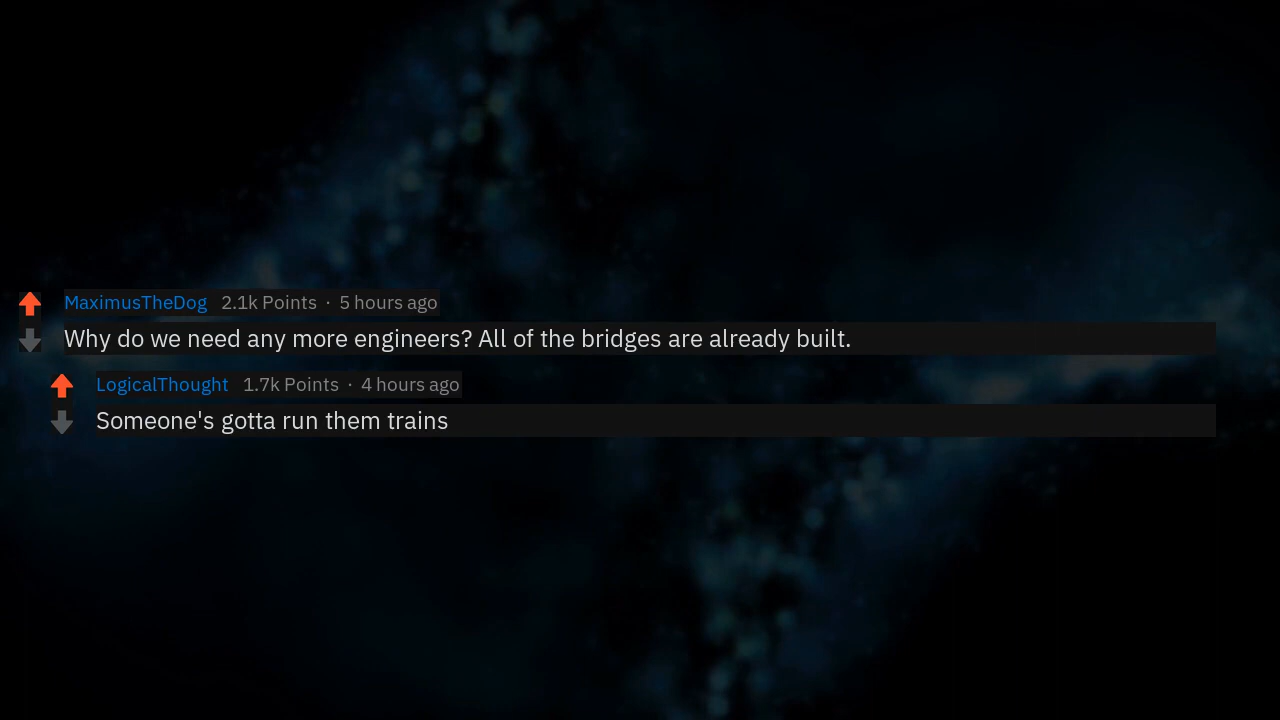 MaximusTheDog 2.1k Points · 5 hours ago
Why do we need any more engineers? All of the bridges are already built.
LogicalThought 1.7k Points · 4 hours ago
Someone's gotta run them trains